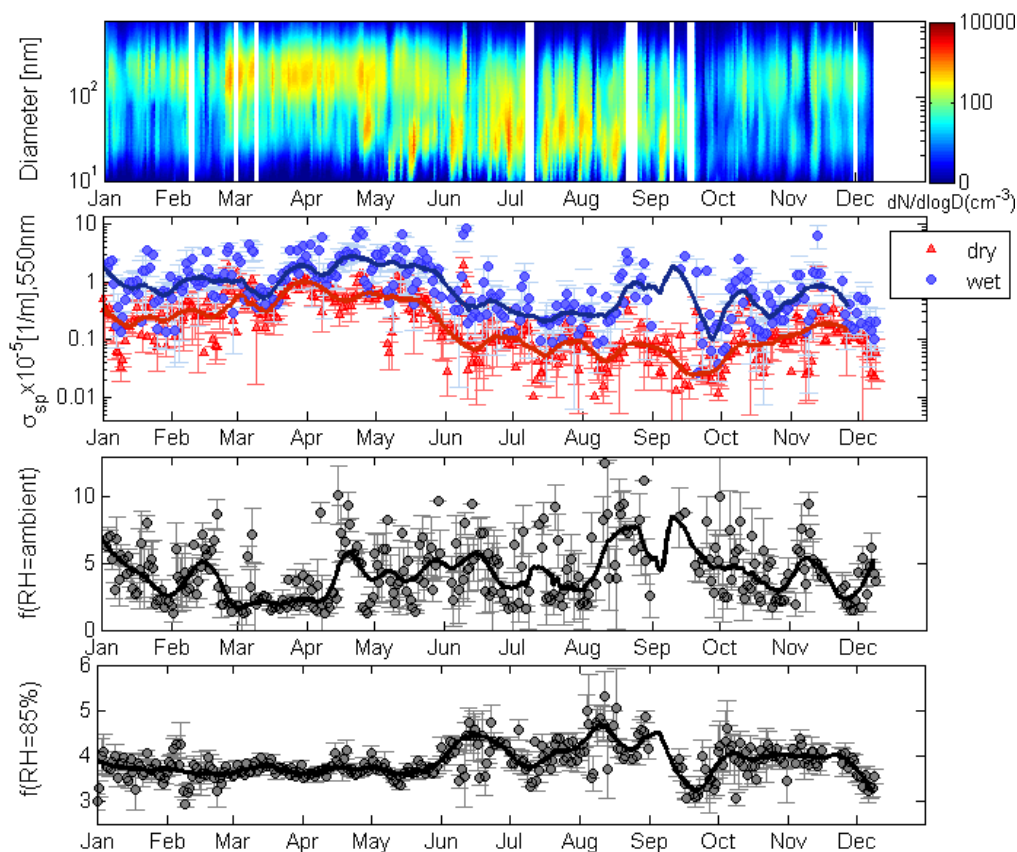 10000
100
0
dN/dlogD(cm⁻³)
Diameter [nm]
10²
10¹
Jan Feb Mar Apr May Jun Jul Aug Sep Oct Nov Dec
σsp x10⁻⁵[1/m],550nm
10
1
0.1
0.01
dry
wet
Jan Feb Mar Apr May Jun Jul Aug Sep Oct Nov Dec
f(RH=ambient)
10
5
0
Jan Feb Mar Apr May Jun Jul Aug Sep Oct Nov Dec
f(RH=85%)
6
5
4
3
Jan Feb Mar Apr May Jun Jul Aug Sep Oct Nov Dec